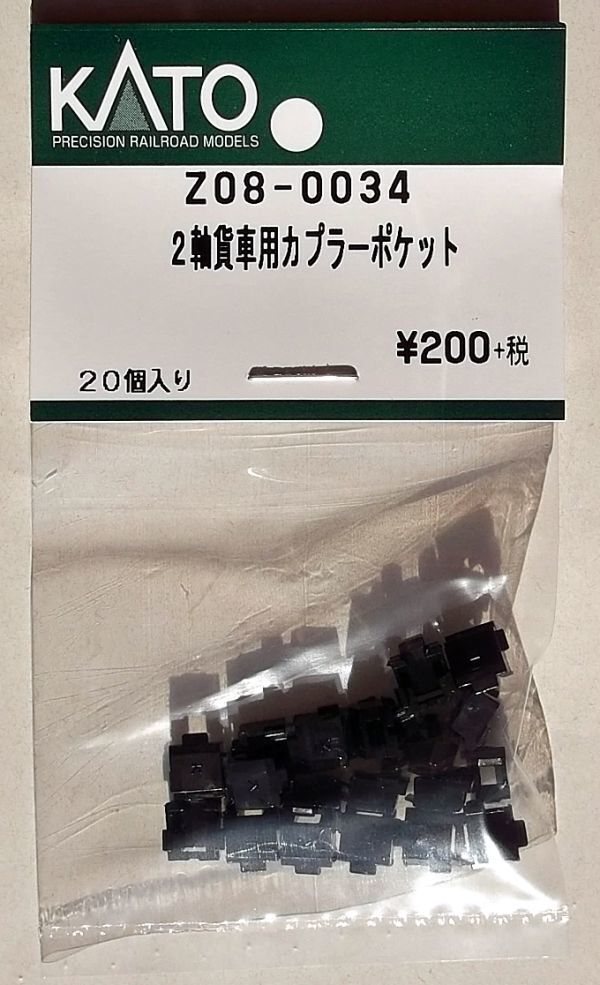 KATO
PRECISION RAILROAD MODELS
Z08-0034
2軸貨車用カプラーポケット
¥200+税
20個入り